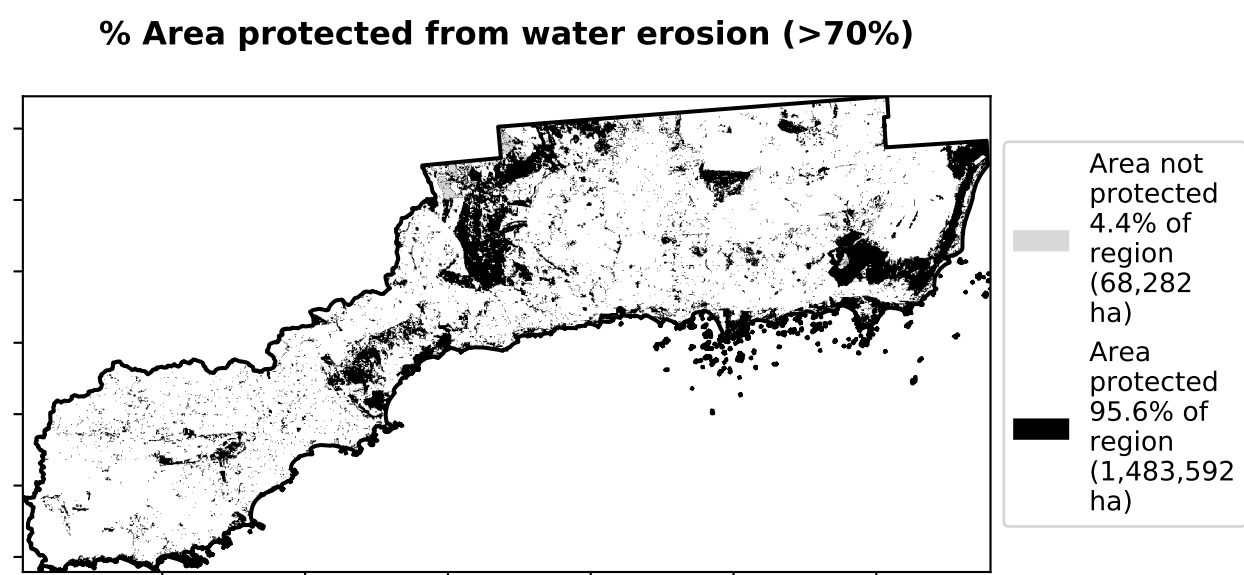 % Area protected from water erosion (>70%)
Area not
protected
4.4% of
region
(68,282
ha)
Area
protected
95.6% of
region
(1,483,592
ha)